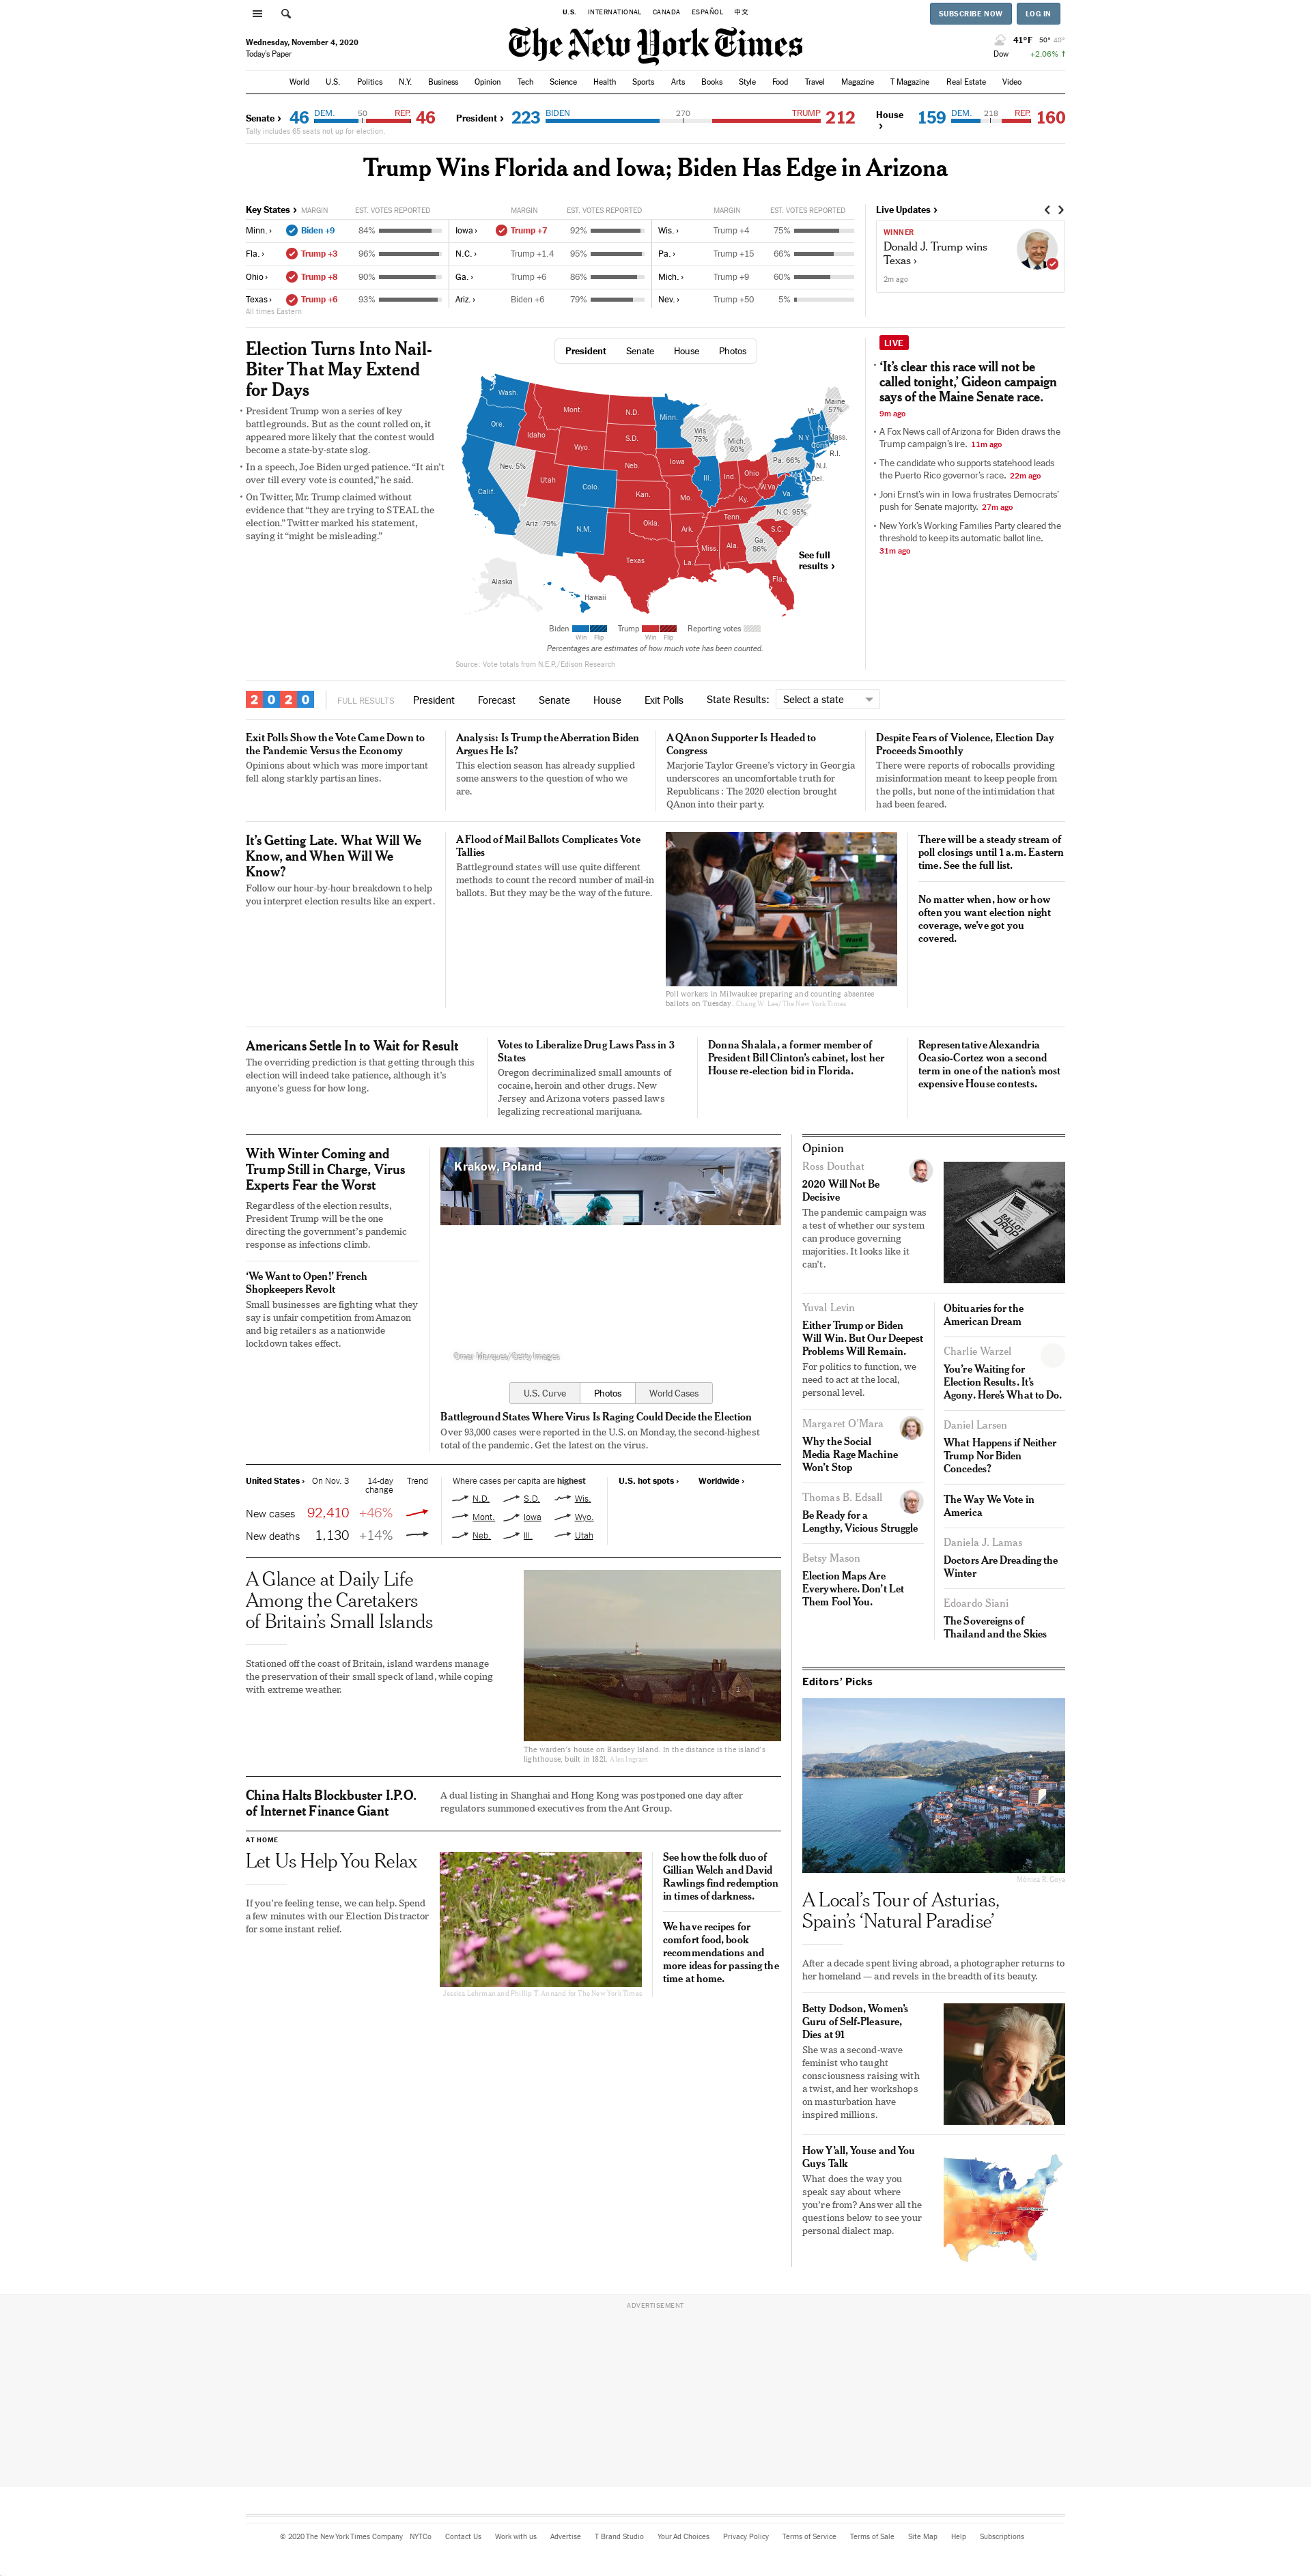 U.S. INTERNATIONAL CANADA ESPAÑOL 中文
SUBSCRIBE NOW LOG IN
Wednesday, November 4, 2020
Today's Paper
The New York Times
41°F 50° 40°
Dow +2.06% ↑
World U.S. Politics N.Y. Business Opinion Tech Science Health Sports Arts Books Style Food Travel Magazine T Magazine Real Estate Video
Senate › 46 DEM. 50 REP. 46
Tally includes 65 seats not up for election.
President › 223 BIDEN 270 TRUMP 212
House › 159 DEM. 218 REP. 160
Trump Wins Florida and Iowa; Biden Has Edge in Arizona
Key States › MARGIN EST. VOTES REPORTED MARGIN EST. VOTES REPORTED MARGIN EST. VOTES REPORTED
Minn. › Biden +9 84% Iowa › Trump +7 92% Wis. › Trump +4 75%
Fla. › Trump +3 96% N.C. › Trump +1.4 95% Pa. › Trump +15 66%
Ohio › Trump +8 90% Ga. › Trump +6 86% Mich. › Trump +9 60%
Texas › Trump +6 93% Ariz. › Biden +6 79% Nev. › Trump +50 5%
All times Eastern
Live Updates ›
WINNER
Donald J. Trump wins
Texas ›
2m ago
Election Turns Into Nail-
Biter That May Extend
for Days
• President Trump won a series of key
battlegrounds. But as the count rolled on, it
appeared more likely that the contest would
become a state-by-state slog.
• In a speech, Joe Biden urged patience. "It ain't
over till every vote is counted," he said.
• On Twitter, Mr. Trump claimed without
evidence that "they are trying to STEAL the
election." Twitter marked his statement,
saying it "might be misleading."
President Senate House Photos
Wash.
Ore.
Calif.
Nev. 5%
Idaho
Mont.
Wyo.
Utah
Colo.
Ariz. 79%
N.M.
N.D.
S.D.
Neb.
Kan.
Okla.
Texas
Minn.
Iowa
Mo.
Ark.
La.
Wis.
75%
Ill.
Mich.
60%
Ind.
Ohio
Ky.
Tenn.
Miss.
Ala.
Ga.
86%
Fla.
S.C.
N.C. 95%
Va.
W.Va.
Pa. 66%
N.Y.
Vt.
N.H.
Maine
57%
Mass.
Conn.
R.I.
N.J.
Del.
Md.
Alaska
Hawaii
See full
results ›
Biden Win Flip Trump Win Flip Reporting votes
Percentages are estimates of how much vote has been counted.
Source: Vote totals from N.E.P./Edison Research
LIVE
• 'It's clear this race will not be
called tonight,' Gideon campaign
says of the Maine Senate race.
9m ago
• A Fox News call of Arizona for Biden draws the
Trump campaign's ire. 11m ago
• The candidate who supports statehood leads
the Puerto Rico governor's race. 22m ago
• Joni Ernst's win in Iowa frustrates Democrats'
push for Senate majority. 27m ago
• New York's Working Families Party cleared the
threshold to keep its automatic ballot line.
31m ago
2020 FULL RESULTS President Forecast Senate House Exit Polls State Results: Select a state
Exit Polls Show the Vote Came Down to
the Pandemic Versus the Economy
Opinions about which was more important
fell along starkly partisan lines.
Analysis: Is Trump the Aberration Biden
Argues He Is?
This election season has already supplied
some answers to the question of who we
are.
A QAnon Supporter Is Headed to
Congress
Marjorie Taylor Greene's victory in Georgia
underscores an uncomfortable truth for
Republicans: The 2020 election brought
QAnon into their party.
Despite Fears of Violence, Election Day
Proceeds Smoothly
There were reports of robocalls providing
misinformation meant to keep people from
the polls, but none of the intimidation that
had been feared.
It's Getting Late. What Will We
Know, and When Will We
Know?
Follow our hour-by-hour breakdown to help
you interpret election results like an expert.
A Flood of Mail Ballots Complicates Vote
Tallies
Battleground states will use quite different
methods to count the record number of mail-in
ballots. But they may be the way of the future.
Ward
Poll workers in Milwaukee preparing and counting absentee
ballots on Tuesday. Chang W. Lee/The New York Times
There will be a steady stream of
poll closings until 1 a.m. Eastern
time. See the full list.
No matter when, how or how
often you want election night
coverage, we've got you
covered.
Americans Settle In to Wait for Result
The overriding prediction is that getting through this
election will indeed take patience, although it's
anyone's guess for how long.
Votes to Liberalize Drug Laws Pass in 3
States
Oregon decriminalized small amounts of
cocaine, heroin and other drugs. New
Jersey and Arizona voters passed laws
legalizing recreational marijuana.
Donna Shalala, a former member of
President Bill Clinton's cabinet, lost her
House re-election bid in Florida.
Representative Alexandria
Ocasio-Cortez won a second
term in one of the nation's most
expensive House contests.
With Winter Coming and
Trump Still in Charge, Virus
Experts Fear the Worst
Regardless of the election results,
President Trump will be the one
directing the government's pandemic
response as infections climb.
'We Want to Open!' French
Shopkeepers Revolt
Small businesses are fighting what they
say is unfair competition from Amazon
and big retailers as a nationwide
lockdown takes effect.
Krakow, Poland
Omar Marques/Getty Images
U.S. Curve Photos World Cases
Battleground States Where Virus Is Raging Could Decide the Election
Over 93,000 cases were reported in the U.S. on Monday, the second-highest
total of the pandemic. Get the latest on the virus.
United States › On Nov. 3 14-day
change Trend
New cases 92,410 +46%
New deaths 1,130 +14%
Where cases per capita are highest
N.D. S.D. Wis.
Mont. Iowa Wyo.
Neb. Ill. Utah
U.S. hot spots › Worldwide ›
A Glance at Daily Life
Among the Caretakers
of Britain's Small Islands
Stationed off the coast of Britain, island wardens manage
the preservation of their small speck of land, while coping
with extreme weather.
The warden's house on Bardsey Island. In the distance is the island's
lighthouse, built in 1821. Alex Ingram
China Halts Blockbuster I.P.O.
of Internet Finance Giant
A dual listing in Shanghai and Hong Kong was postponed one day after
regulators summoned executives from the Ant Group.
AT HOME
Let Us Help You Relax
If you're feeling tense, we can help. Spend
a few minutes with our Election Distractor
for some instant relief.
Jessica Lehrman and Phillip T. Annand for The New York Times
See how the folk duo of
Gillian Welch and David
Rawlings find redemption
in times of darkness.
We have recipes for
comfort food, book
recommendations and
more ideas for passing the
time at home.
Opinion
Ross Douthat
2020 Will Not Be
Decisive
The pandemic campaign was
a test of whether our system
can produce governing
majorities. It looks like it
can't.
BALLOT
DROP
Yuval Levin
Either Trump or Biden
Will Win. But Our Deepest
Problems Will Remain.
For politics to function, we
need to act at the local,
personal level.
Margaret O'Mara
Why the Social
Media Rage Machine
Won't Stop
Thomas B. Edsall
Be Ready for a
Lengthy, Vicious Struggle
Betsy Mason
Election Maps Are
Everywhere. Don't Let
Them Fool You.
Obituaries for the
American Dream
Charlie Warzel
You're Waiting for
Election Results. It's
Agony. Here's What to Do.
Daniel Larsen
What Happens if Neither
Trump Nor Biden
Concedes?
The Way We Vote in
America
Daniela J. Lamas
Doctors Are Dreading the
Winter
Edoardo Siani
The Sovereigns of
Thailand and the Skies
Editors' Picks
Mónica R. Goya
A Local's Tour of Asturias,
Spain's 'Natural Paradise'
After a decade spent living abroad, a photographer returns to
her homeland — and revels in the breadth of its beauty.
Betty Dodson, Women's
Guru of Self-Pleasure,
Dies at 91
She was a second-wave
feminist who taught
consciousness raising with
a twist, and her workshops
on masturbation have
inspired millions.
How Y'all, Youse and You
Guys Talk
What does the way you
speak say about where
you're from? Answer all the
questions below to see your
personal dialect map.
ADVERTISEMENT
© 2020 The New York Times Company NYTCo Contact Us Work with us Advertise T Brand Studio Your Ad Choices Privacy Policy Terms of Service Terms of Sale Site Map Help Subscriptions